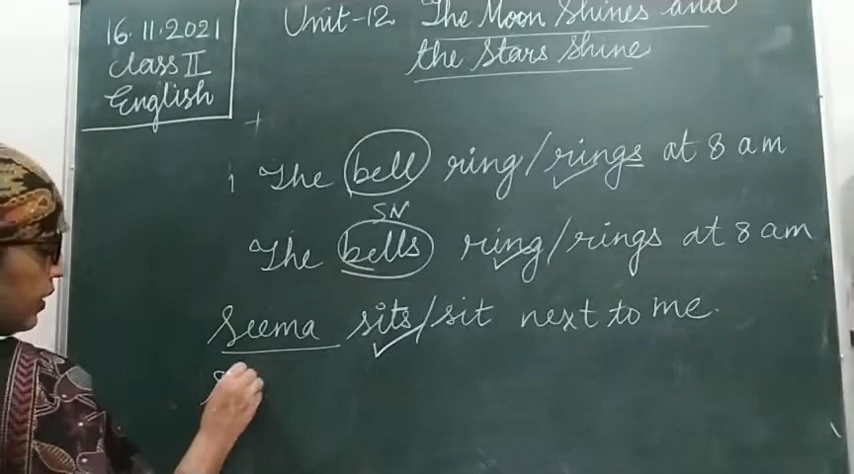 16.11.2021
Class II
English
Unit-12. The Moon Shines and
the Stars Shine
1 The bell ring/rings at 8 am
SN
The bells ring/rings at 8 am
Seema sits/sit next to me.